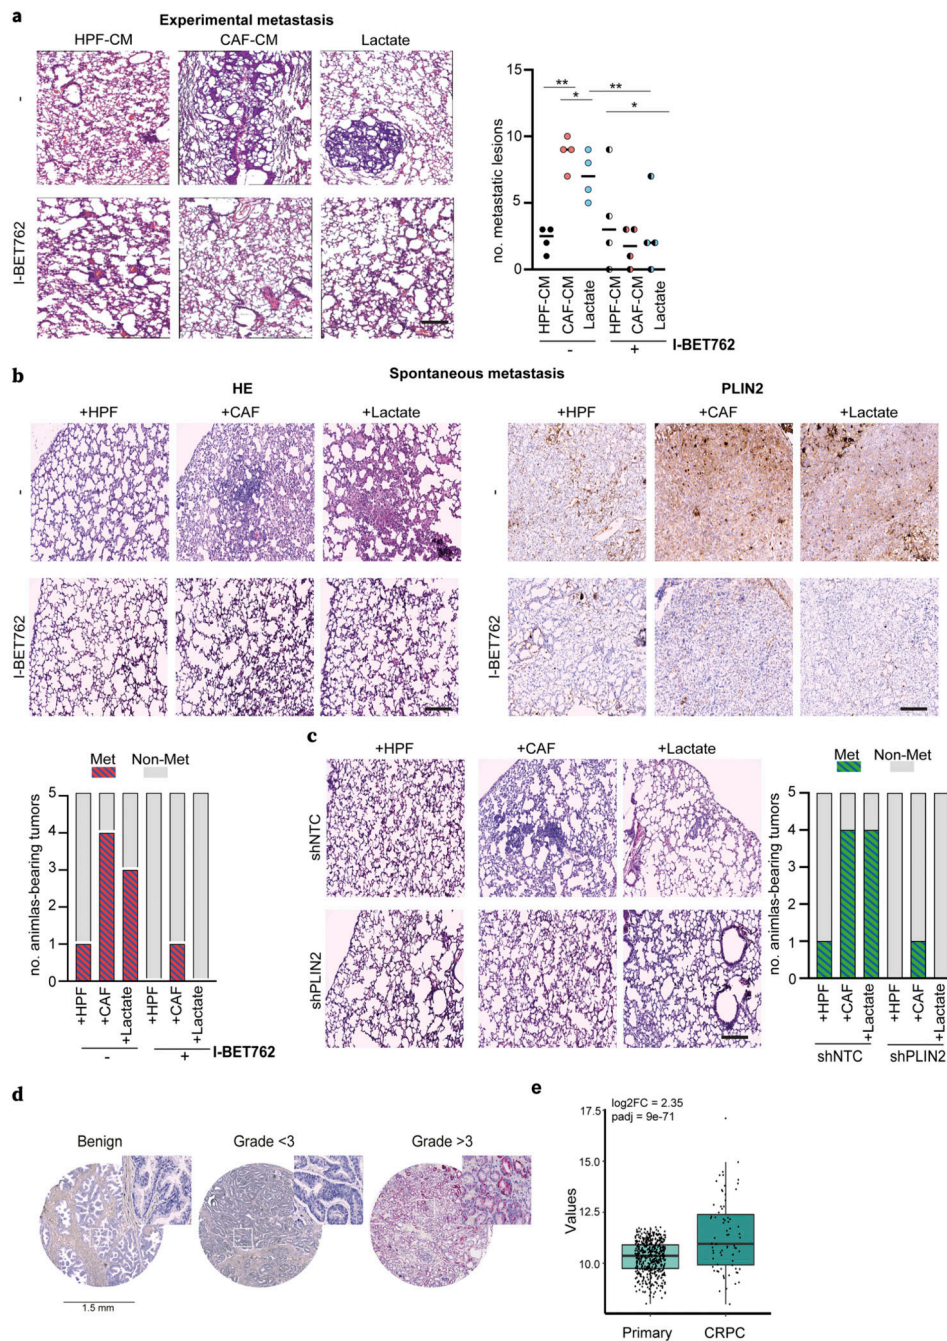 a
Experimental metastasis
HPF-CM CAF-CM Lactate
-
I-BET762
15
10
5
0
no. metastatic lesions
** **
* *
HPF-CM CAF-CM Lactate HPF-CM CAF-CM Lactate
- + I-BET762
b
Spontaneous metastasis
HE PLIN2
+HPF +CAF +Lactate +HPF +CAF +Lactate
- -
I-BET762 I-BET762
Met Non-Met
5
4
3
2
1
0
no. animlas-bearing tumors
+HPF +CAF +Lactate +HPF +CAF +Lactate
- + I-BET762
c
+HPF +CAF +Lactate
shNTC
shPLIN2
Met Non-Met
5
4
3
2
1
0
no. animlas-bearing tumors
+HPF +CAF +Lactate +HPF +CAF +Lactate
shNTC shPLIN2
d
Benign Grade <3 Grade >3
1.5 mm
e
log2FC = 2.35
padj = 9e-71
17.5
15.0
12.5
10.0
Values
Primary CRPC